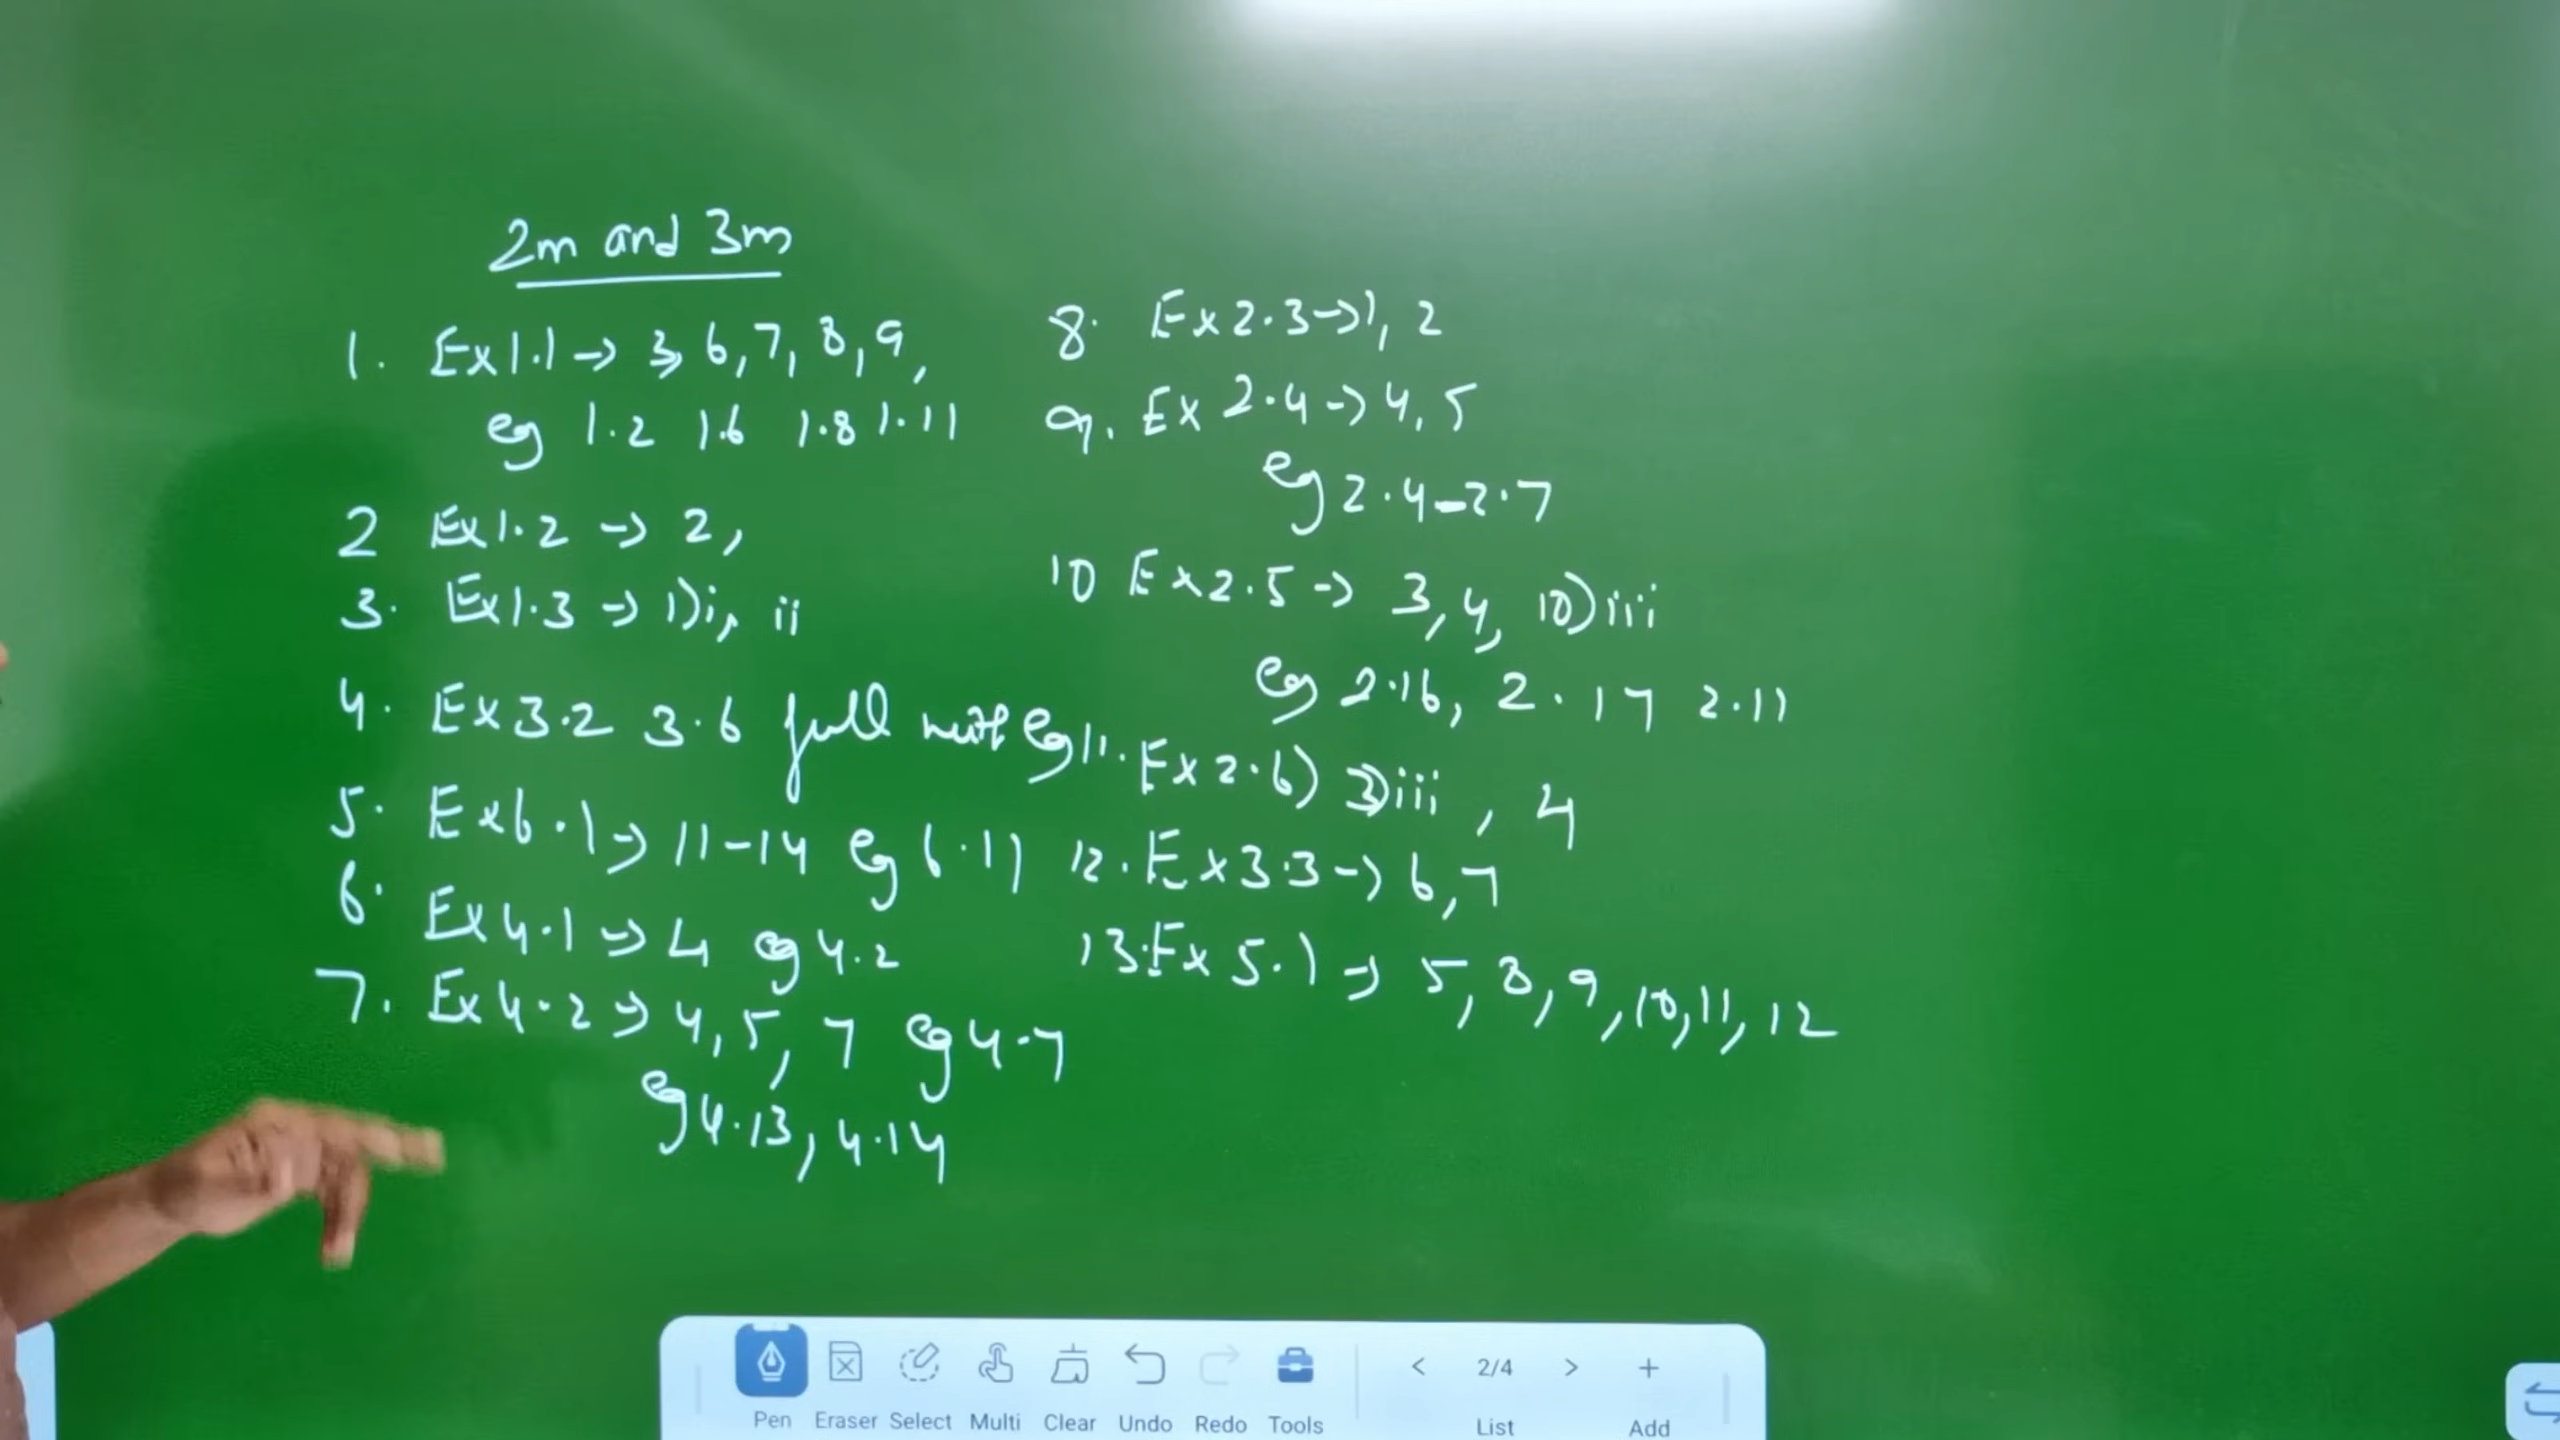 2m and 3m
1. Ex 1.1 → 3, 6, 7, 8, 9,
eg 1.2 1.6 1.8 1.11
2 Ex 1.2 → 2,
3. Ex 1.3 → 1) i, ii
4. Ex 3.2 3.6 full with eg
5. Ex 6.1 → 11-14 eg 6.11
6. Ex 4.1 → 4 eg 4.2
7. Ex 4.2 → 4, 5, 7 eg 4.7
eg 4.13, 4.14
8. Ex 2.3 → 1, 2
9. Ex 2.4 → 4, 5
eg 2.4-2.7
10 Ex 2.5 → 3, 4, 10) iii
eg 2.16, 2.17 2.11
11. Ex 2.6) 3) iii, 4
12. Ex 3.3 → 6, 7
13. Ex 5.1 → 5, 8, 9, 10, 11, 12
< 2/4 > +
Pen Eraser Select Multi Clear Undo Redo Tools List Add